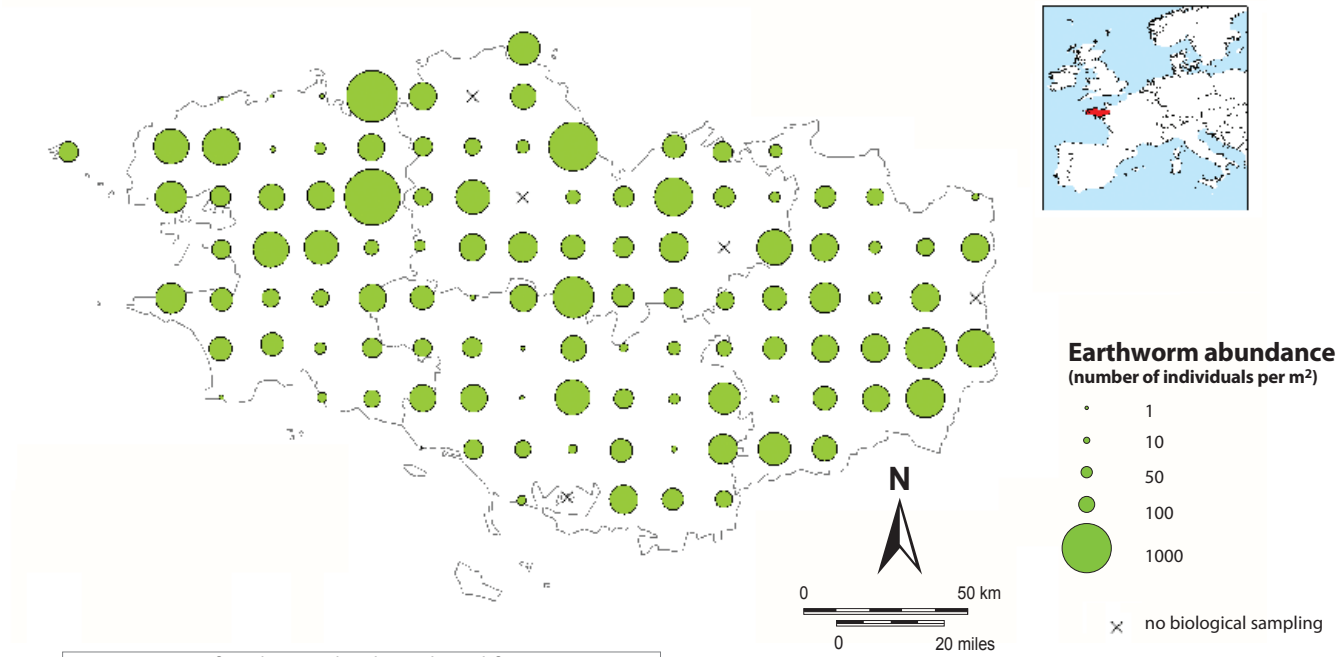 Earthworm abundance
(number of individuals per m²)
1
10
50
100
1000
no biological sampling
N
0 50 km
0 20 miles